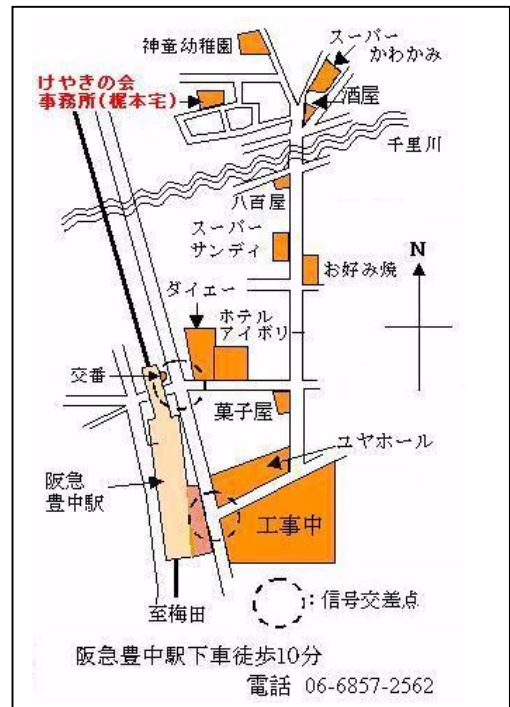 スーパー
かわかみ
神童幼稚園
けやきの会
事務所(梶本宅)
酒屋
千里川
八百屋
スーパー
サンディ
N
お好み焼
ダイエー
ホテル
アイボリー
交番
菓子屋
ユヤホール
阪急
豊中駅
工事中
至梅田
:信号交差点
阪急豊中駅下車徒歩10分
電話 06-6857-2562